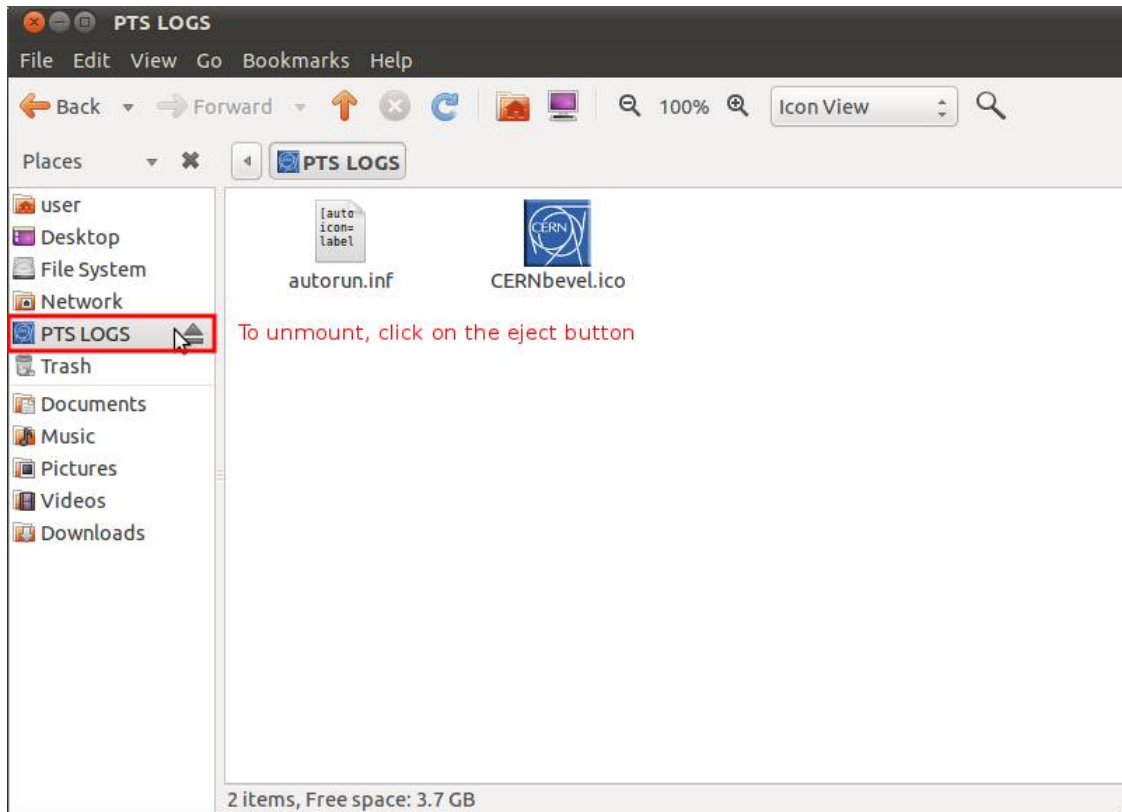 PTS LOGS
File Edit View Go Bookmarks Help
Back Forward 100% Icon View
Places PTS LOGS
user
Desktop
File System
Network
PTS LOGS
Trash
Documents
Music
Pictures
Videos
Downloads
[auto
icon=
label
autorun.inf
CERN
CERNbevel.ico
To unmount, click on the eject button
2 items, Free space: 3.7 GB